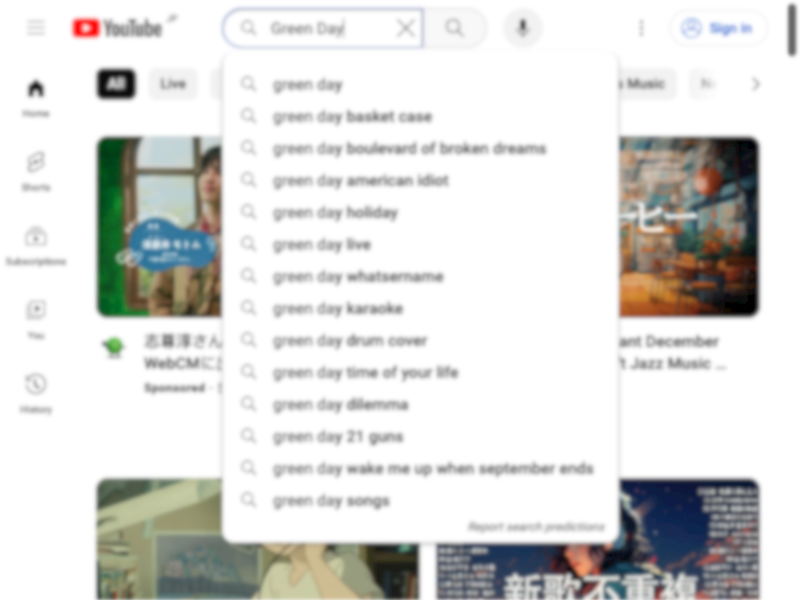 YouTube JP
Green Day
Sign in
All
Live
Music
Home
Shorts
Subscriptions
You
History
green day
green day basket case
green day boulevard of broken dreams
green day american idiot
green day holiday
green day live
green day whatsername
green day karaoke
green day drum cover
green day time of your life
green day dilemma
green day 21 guns
green day wake me up when september ends
green day songs
Report search predictions
ーヒー
志尊淳さん
WebCMに
Sponsored
ant December
t Jazz Music ...
新歌不重複